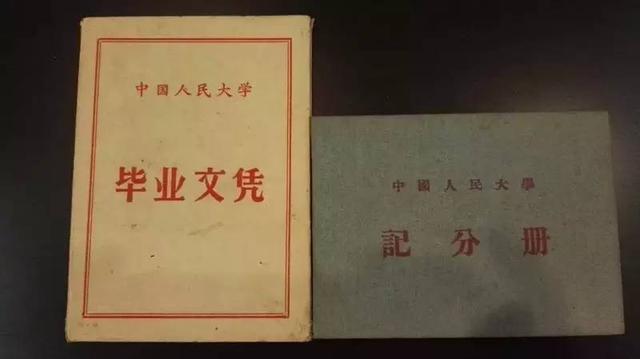 中国人民大学
毕业文凭
中國人民大學
記分册